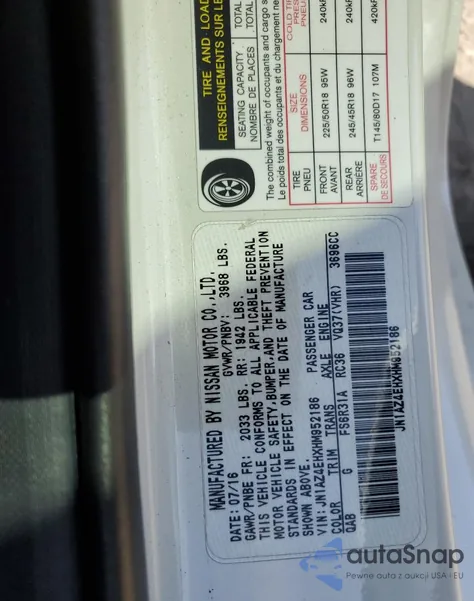 TIRE AND LOAD
RENSEIGNEMENTS SUR LE
SEATING CAPACITY TOTAL
NOMBRE DE PLACES TOTAL
The combined weight of occupants and cargo s
Le poids total des occupants et du chargement ne
TIRE SIZE COLD TI
PNEU DIMENSIONS PRES
PNEU
FRONT 225/50R18 95W 240kP
AVANT
REAR 245/45R18 96W 240kP
ARRIÈRE
SPARE T145/80D17 107M 420kP
DE SECOURS
MANUFACTURED BY NISSAN MOTOR CO.,LTD.
DATE: 07/16 GVWR/PNBV: 3968 LBS.
GAWR/PNBE FR: 2033 LBS. RR: 1942 LBS.
THIS VEHICLE CONFORMS TO ALL APPLICABLE FEDERAL
MOTOR VEHICLE SAFETY,BUMPER,AND THEFT PREVENTION
STANDARDS IN EFFECT ON THE DATE OF MANUFACTURE
SHOWN ABOVE.
VIN:JN1AZ4EHXHM952186 PASSENGER CAR
COLOR TRIM TRANS AXLE ENGINE
QAB G FS6R31A RC36 VQ37(VHR) 3696CC
JN1AZ4EHXHM952186
autoSnap
Pewne auta z aukcji USA i EU